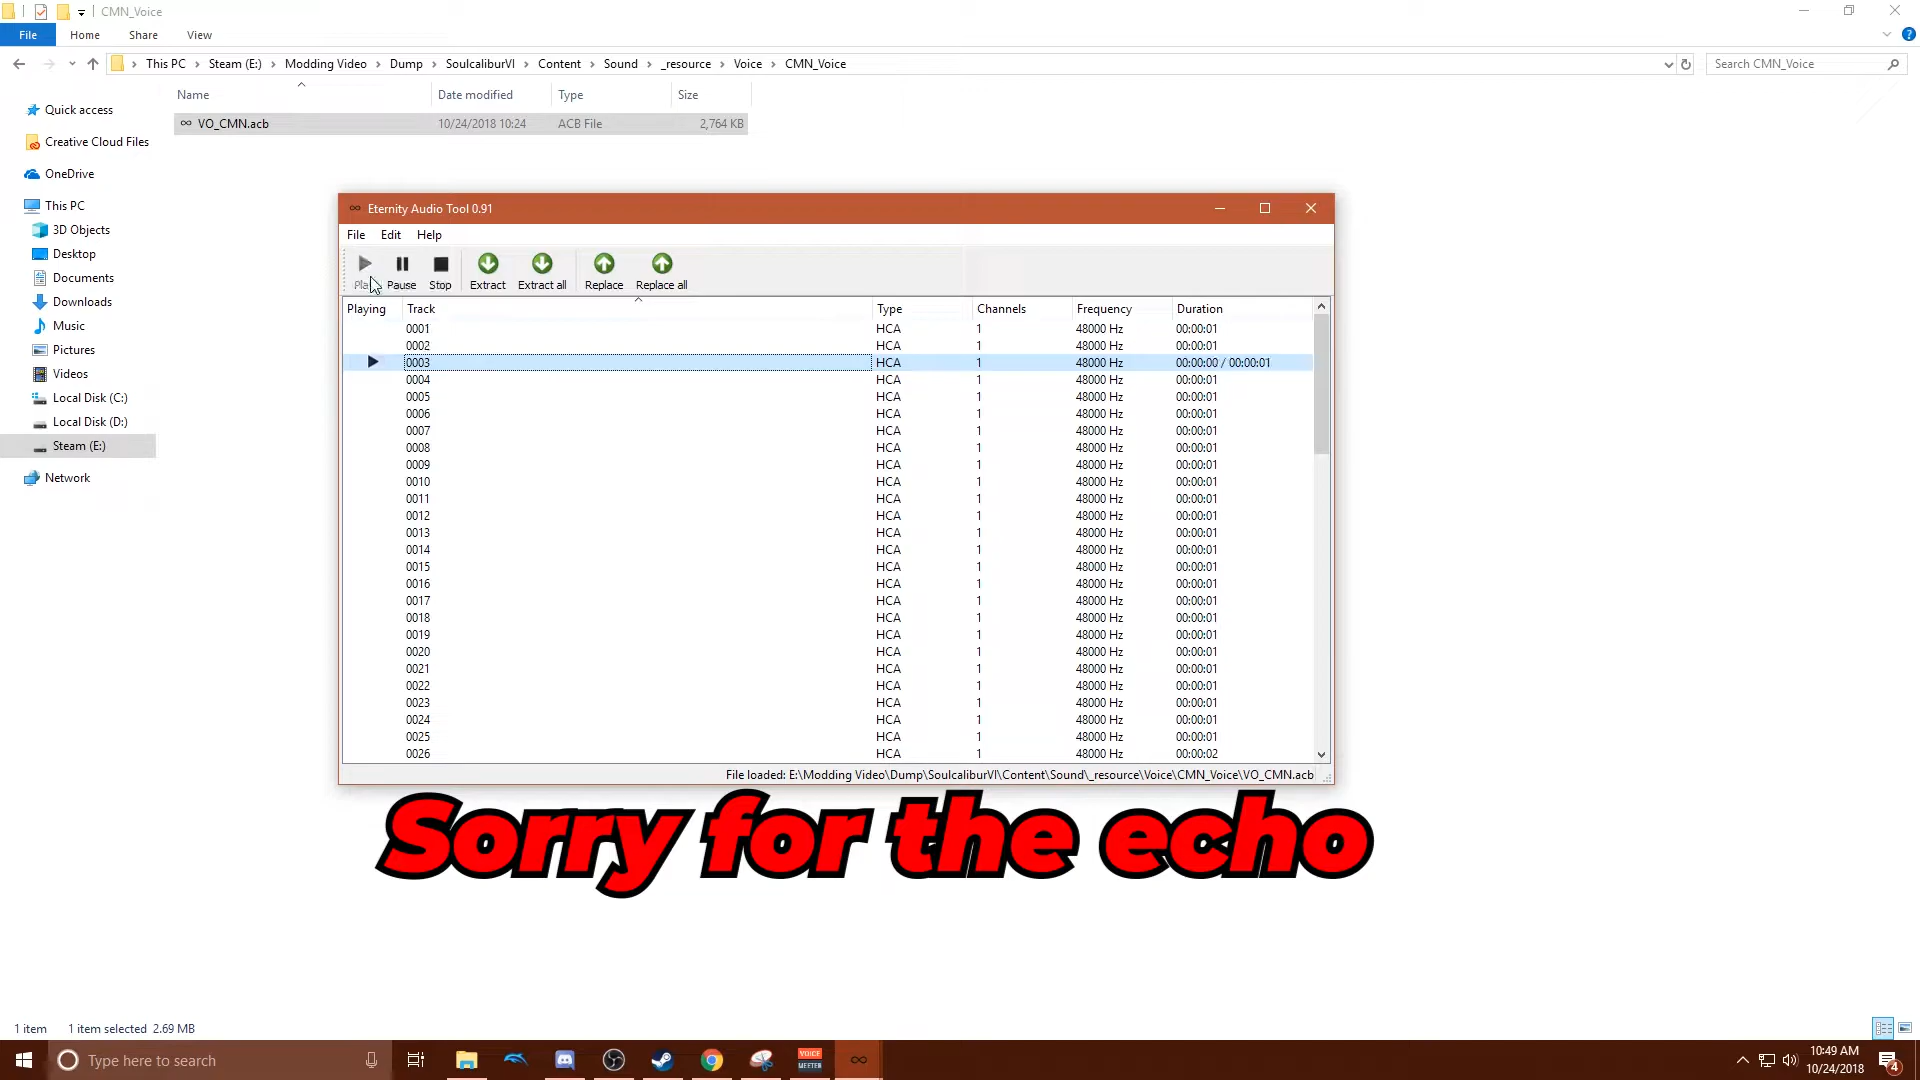 CMN_Voice
File Home Share View
This PC Steam (E:) Modding Video Dump SoulcaliburVI Content Sound _resource Voice CMN_Voice
Search CMN_Voice
Name Date modified Type Size
VO_CMN.acb 10/24/2018 10:24 ACB File 2,764 KB
Quick access
Creative Cloud Files
OneDrive
This PC
3D Objects
Desktop
Documents
Downloads
Music
Pictures
Videos
Local Disk (C:)
Local Disk (D:)
Steam (E:)
Network
Eternity Audio Tool 0.91
File Edit Help
Pause Stop Extract Extract all Replace Replace all
Playing Track Type Channels Frequency Duration
0001 HCA 1 48000 Hz 00:00:01
0002 HCA 1 48000 Hz 00:00:01
0003 HCA 1 48000 Hz 00:00:00 / 00:00:01
0004 HCA 1 48000 Hz 00:00:01
0005 HCA 1 48000 Hz 00:00:01
0006 HCA 1 48000 Hz 00:00:01
0007 HCA 1 48000 Hz 00:00:01
0008 HCA 1 48000 Hz 00:00:01
0009 HCA 1 48000 Hz 00:00:01
0010 HCA 1 48000 Hz 00:00:01
0011 HCA 1 48000 Hz 00:00:01
0012 HCA 1 48000 Hz 00:00:01
0013 HCA 1 48000 Hz 00:00:01
0014 HCA 1 48000 Hz 00:00:01
0015 HCA 1 48000 Hz 00:00:01
0016 HCA 1 48000 Hz 00:00:01
0017 HCA 1 48000 Hz 00:00:01
0018 HCA 1 48000 Hz 00:00:01
0019 HCA 1 48000 Hz 00:00:01
0020 HCA 1 48000 Hz 00:00:01
0021 HCA 1 48000 Hz 00:00:01
0022 HCA 1 48000 Hz 00:00:01
0023 HCA 1 48000 Hz 00:00:01
0024 HCA 1 48000 Hz 00:00:01
0025 HCA 1 48000 Hz 00:00:01
0026 HCA 1 48000 Hz 00:00:02
File loaded: E:\Modding Video\Dump\SoulcaliburVI\Content\Sound\_resource\Voice\CMN_Voice\VO_CMN.acb
Sorry for the echo
1 item 1 item selected 2.69 MB
Type here to search
VOICE
MEETER
10:49 AM
10/24/2018
4